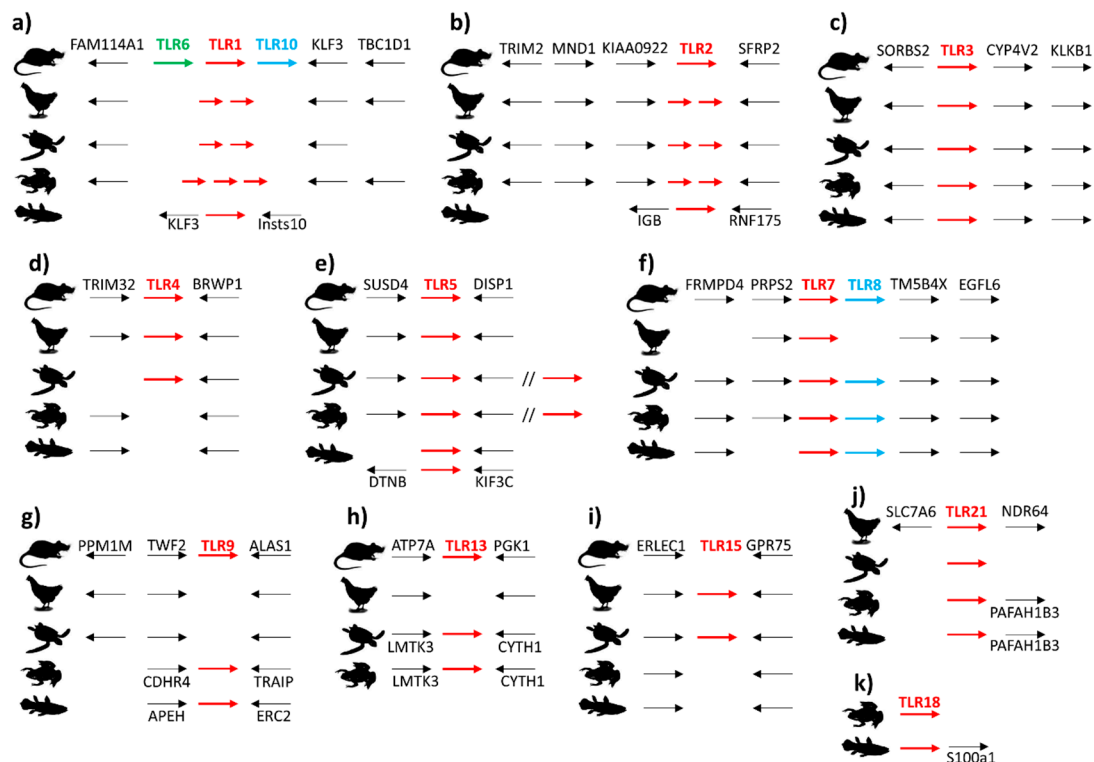 a)
FAM114A1 TLR6 TLR1 TLR10 KLF3 TBC1D1
KLF3 Insts10
b)
TRIM2 MND1 KIAA0922 TLR2 SFRP2
IGB RNF175
c)
SORBS2 TLR3 CYP4V2 KLKB1
d)
TRIM32 TLR4 BRWP1
e)
SUSD4 TLR5 DISP1
//
//
DTNB KIF3C
f)
FRMPD4 PRPS2 TLR7 TLR8 TM5B4X EGFL6
g)
PPM1M TWF2 TLR9 ALAS1
CDHR4 TRAIP
APEH ERC2
h)
ATP7A TLR13 PGK1
LMTK3 CYTH1
LMTK3 CYTH1
i)
ERLEC1 TLR15 GPR75
j)
SLC7A6 TLR21 NDR64
PAFAH1B3
PAFAH1B3
k)
TLR18
S100a1